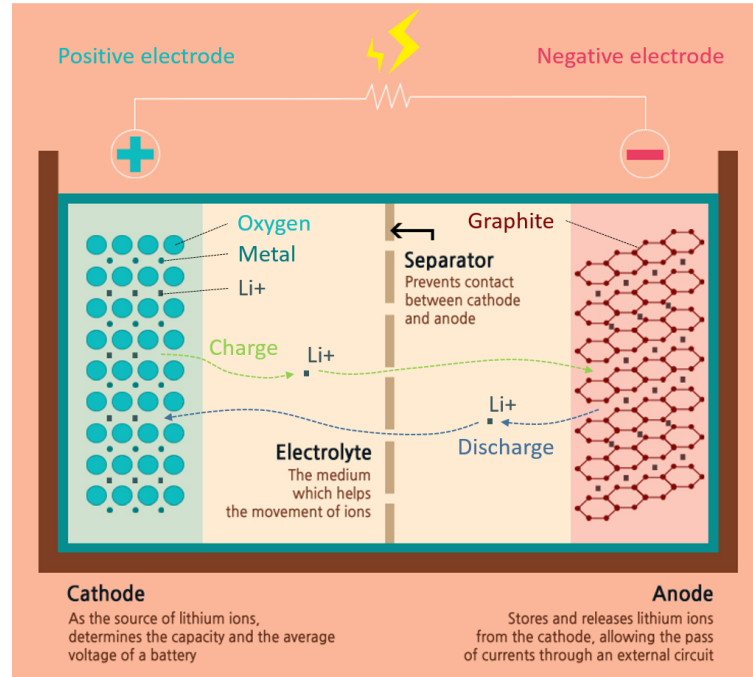 Positive electrode
Negative electrode
Oxygen
Metal
Li+
Graphite
Separator
Prevents contact
between cathode
and anode
Charge
Li+
Li+
Discharge
Electrolyte
The medium
which helps
the movement of ions
Cathode
As the source of lithium ions,
determines the capacity and the average
voltage of a battery
Anode
Stores and releases lithium ions
from the cathode, allowing the pass
of currents through an external circuit